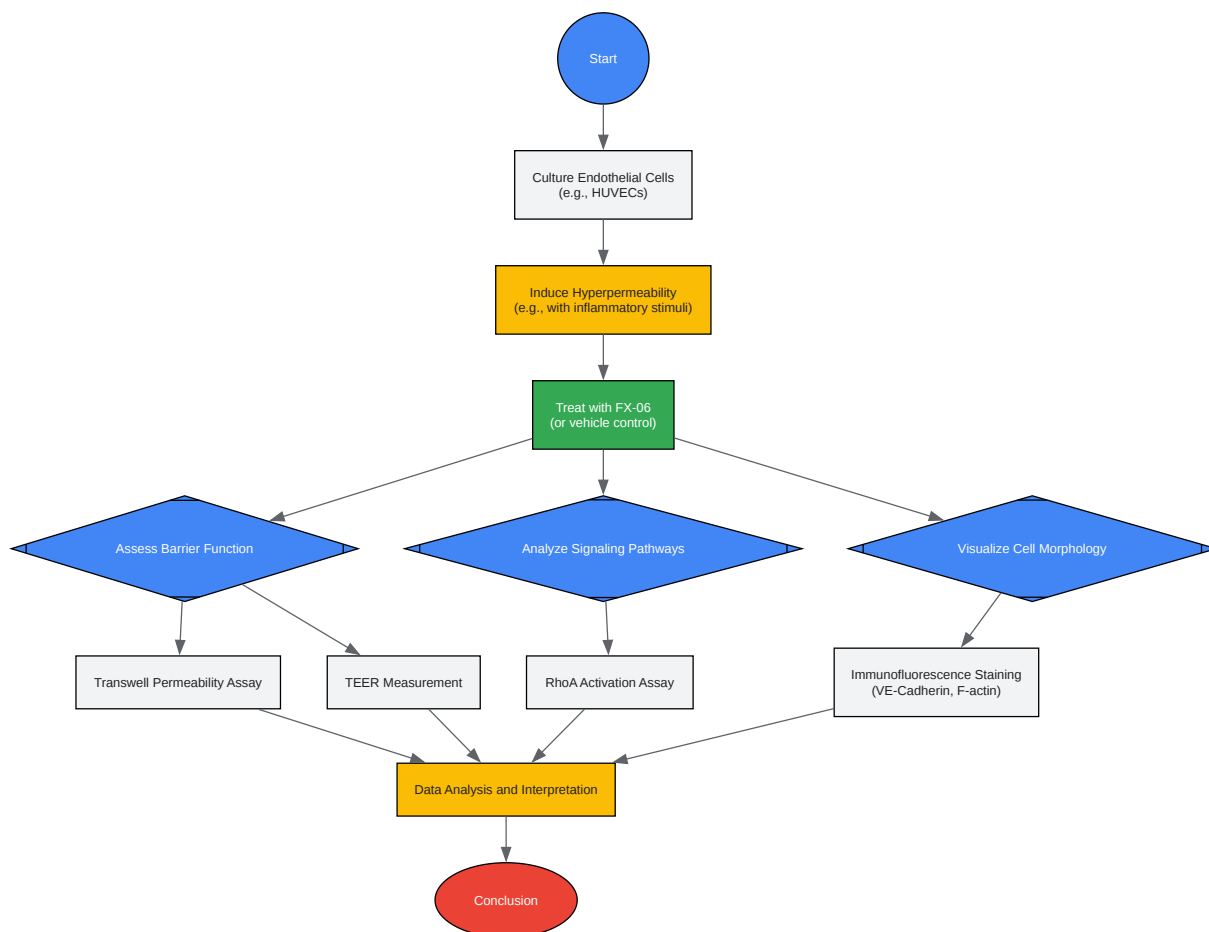 Start
Culture Endothelial Cells
(e.g., HUVECs)
Induce Hyperpermeability
(e.g., with inflammatory stimuli)
Treat with FX-06
(or vehicle control)
Assess Barrier Function
Analyze Signaling Pathways
Visualize Cell Morphology
Transwell Permeability Assay
TEER Measurement
RhoA Activation Assay
Immunofluorescence Staining
(VE-Cadherin, F-actin)
Data Analysis and Interpretation
Conclusion